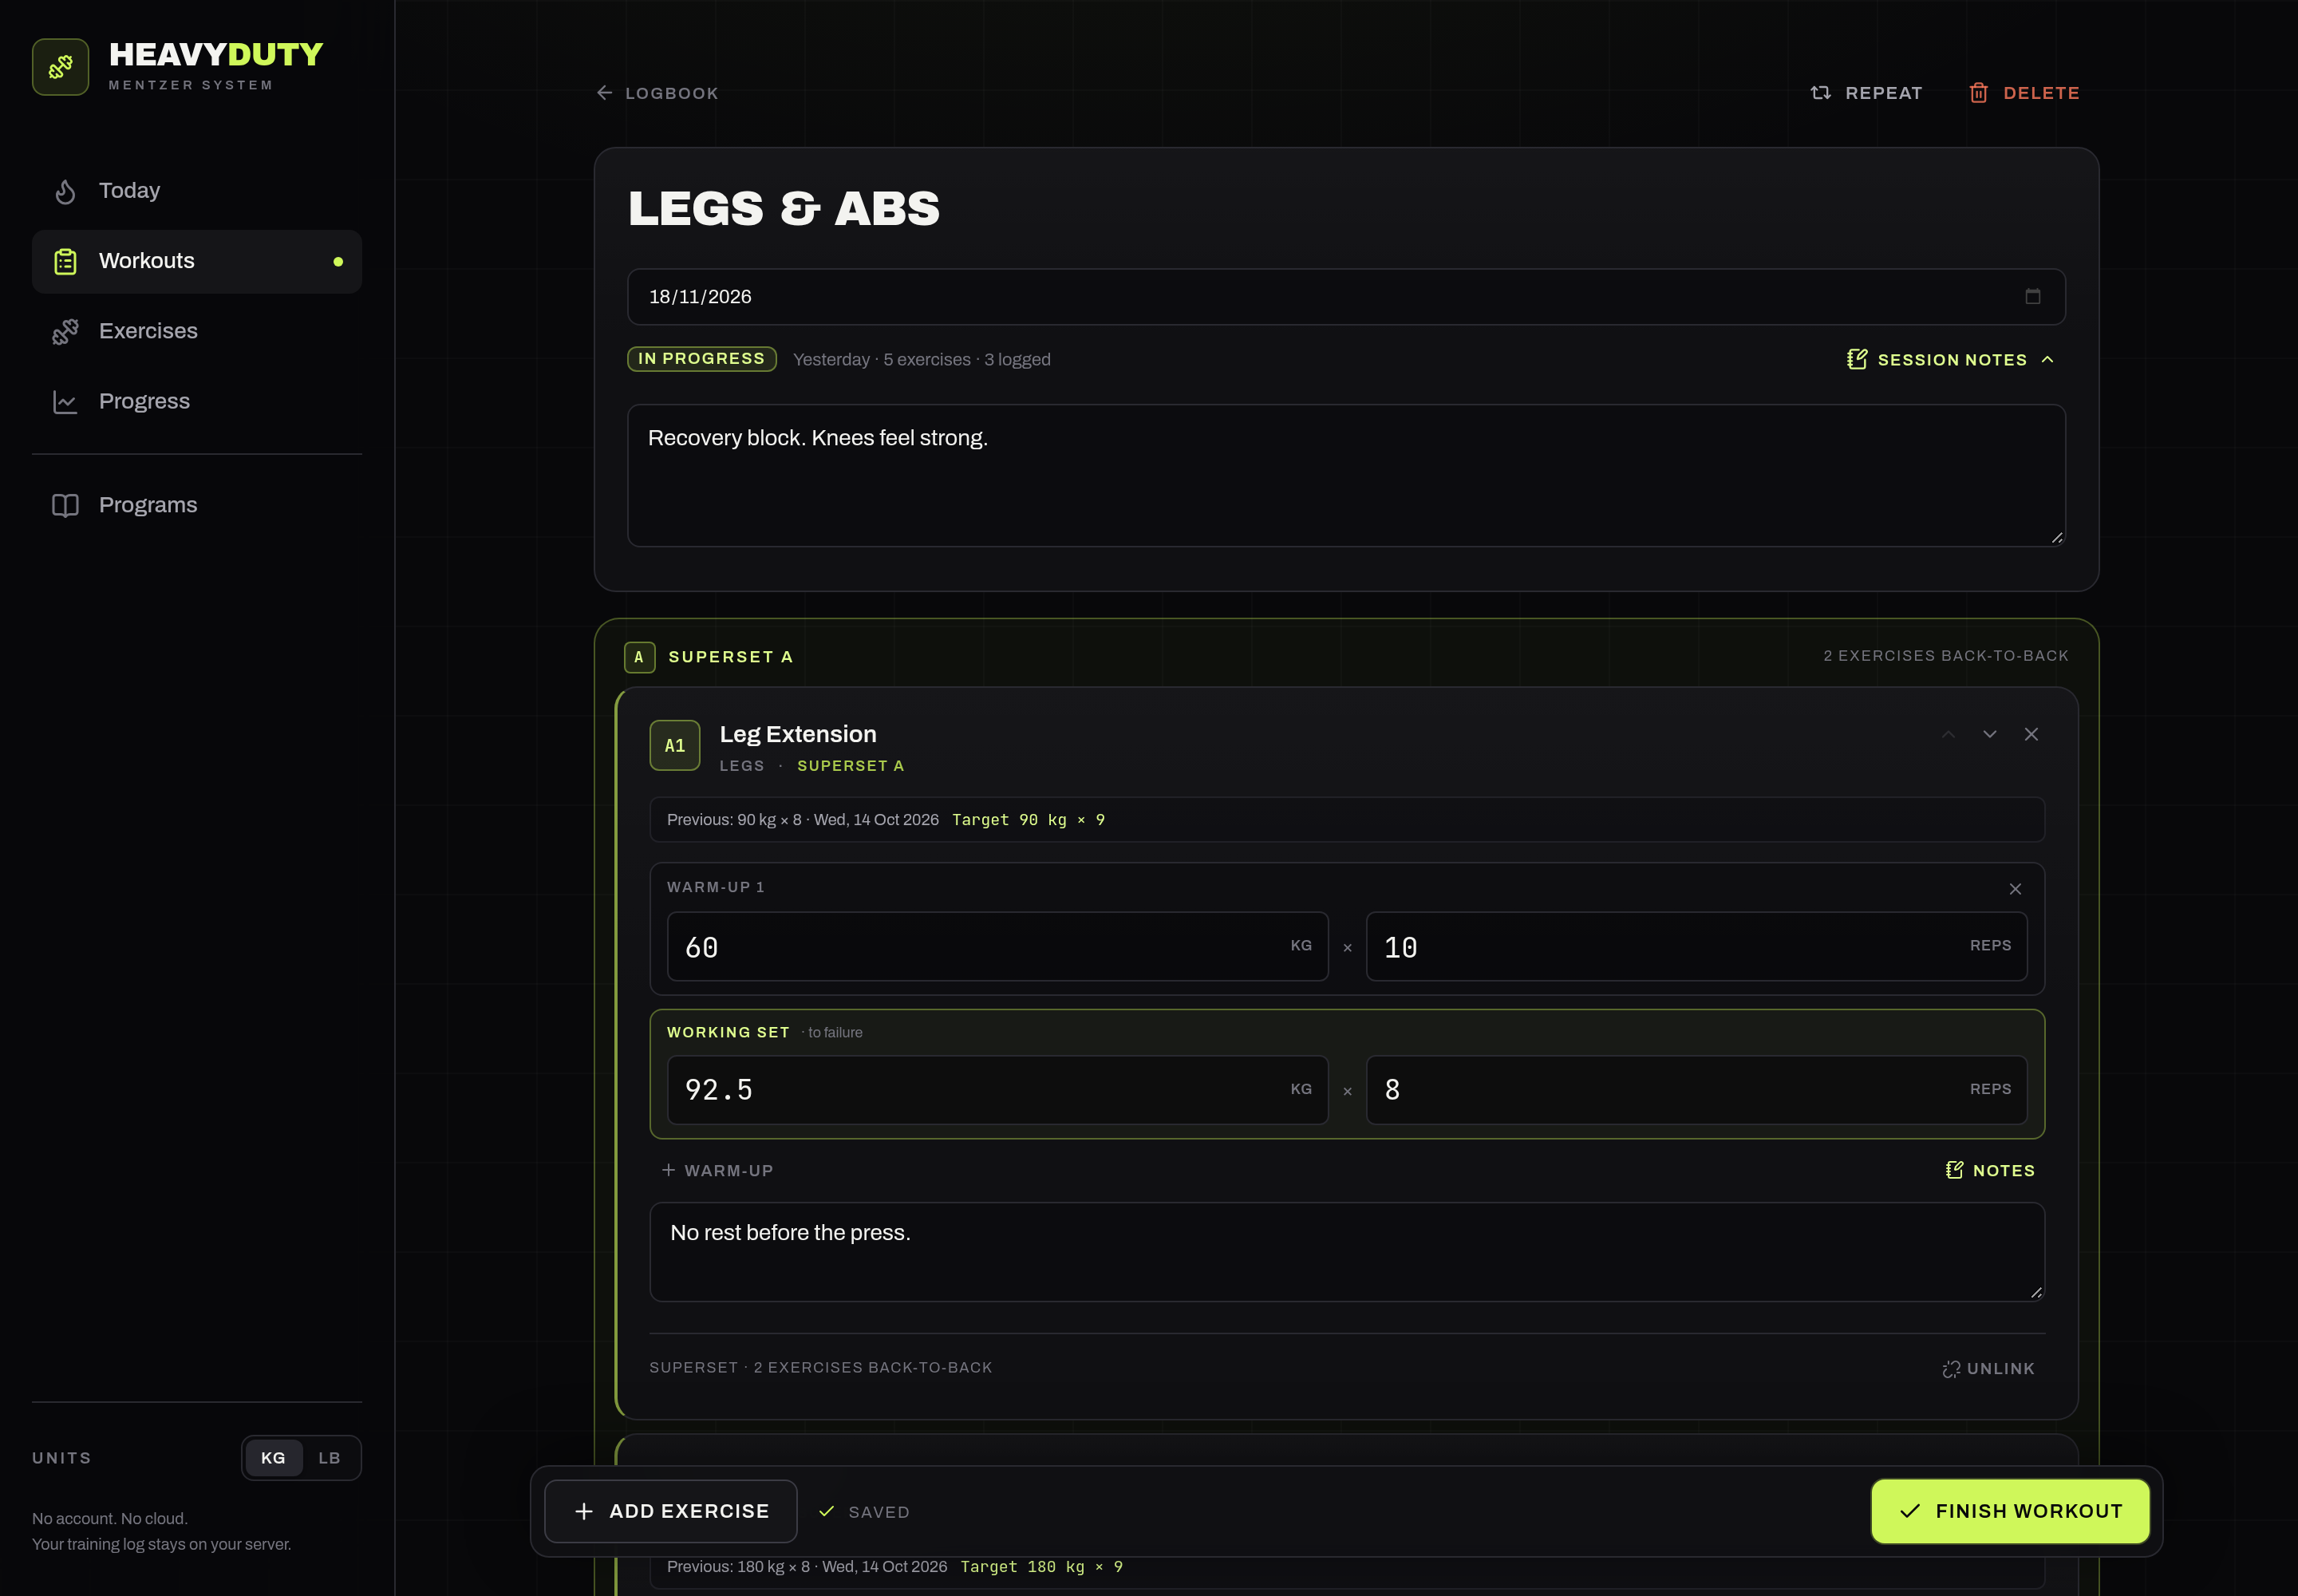 HEAVYDUTY
MENTZER SYSTEM
Today
Workouts
Exercises
Progress
Programs
UNITS
KG LB
No account. No cloud.
Your training log stays on your server.
LOGBOOK
REPEAT DELETE
LEGS & ABS
18/11/2026
IN PROGRESS Yesterday · 5 exercises · 3 logged
SESSION NOTES
Recovery block. Knees feel strong.
A SUPERSET A
2 EXERCISES BACK-TO-BACK
A1 Leg Extension
LEGS · SUPERSET A
Previous: 90 kg × 8 · Wed, 14 Oct 2026 Target 90 kg × 9
WARM-UP 1
60 KG × 10 REPS
WORKING SET · to failure
92.5 KG × 8 REPS
WARM-UP
NOTES
No rest before the press.
SUPERSET · 2 EXERCISES BACK-TO-BACK
UNLINK
ADD EXERCISE SAVED
FINISH WORKOUT
Previous: 180 kg × 8 · Wed, 14 Oct 2026 Target 180 kg × 9